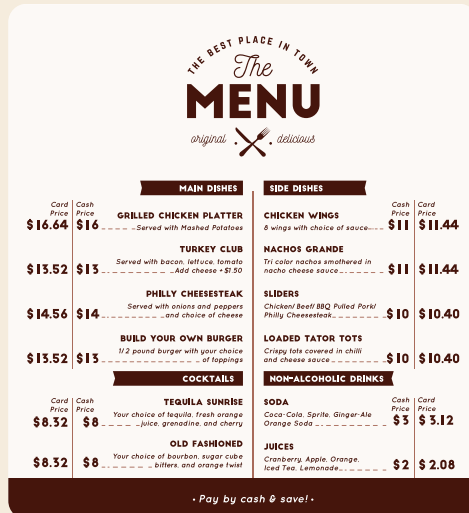 THE BEST PLACE IN TOWN
The
MENU
original · · delicious
MAIN DISHES
Card Price
Cash Price
$16.64 $16 GRILLED CHICKEN PLATTER
Served with Mashed Potatoes
TURKEY CLUB
Served with bacon, lettuce, tomato
$13.52 $13 Add cheese +$1.50
PHILLY CHEESESTEAK
Served with onions and peppers
$14.56 $14 and choice of cheese
BUILD YOUR OWN BURGER
1/2 pound burger with your choice
$13.52 $13 of toppings
COCKTAILS
Card Price
Cash Price
TEQUILA SUNRISE
Your choice of tequila, fresh orange
$8.32 $8 juice, grenadine, and cherry
OLD FASHIONED
Your choice of bourbon, sugar cube
$8.32 $8 bitters, and orange twist
SIDE DISHES
Cash Price
Card Price
CHICKEN WINGS
8 wings with choice of sauce $11 $11.44
NACHOS GRANDE
Tri color nachos smothered in
nacho cheese sauce $11 $11.44
SLIDERS
Chicken/ Beef/ BBQ Pulled Pork/
Philly Cheesesteak $10 $10.40
LOADED TATOR TOTS
Crispy tots covered in chilli
and cheese sauce $10 $10.40
NON-ALCOHOLIC DRINKS
Cash Price
Card Price
SODA
Coca-Cola, Sprite, Ginger-Ale
Orange Soda $3 $3.12
JUICES
Cranberry, Apple, Orange,
Iced Tea, Lemonade $2 $2.08
· Pay by cash & save! ·